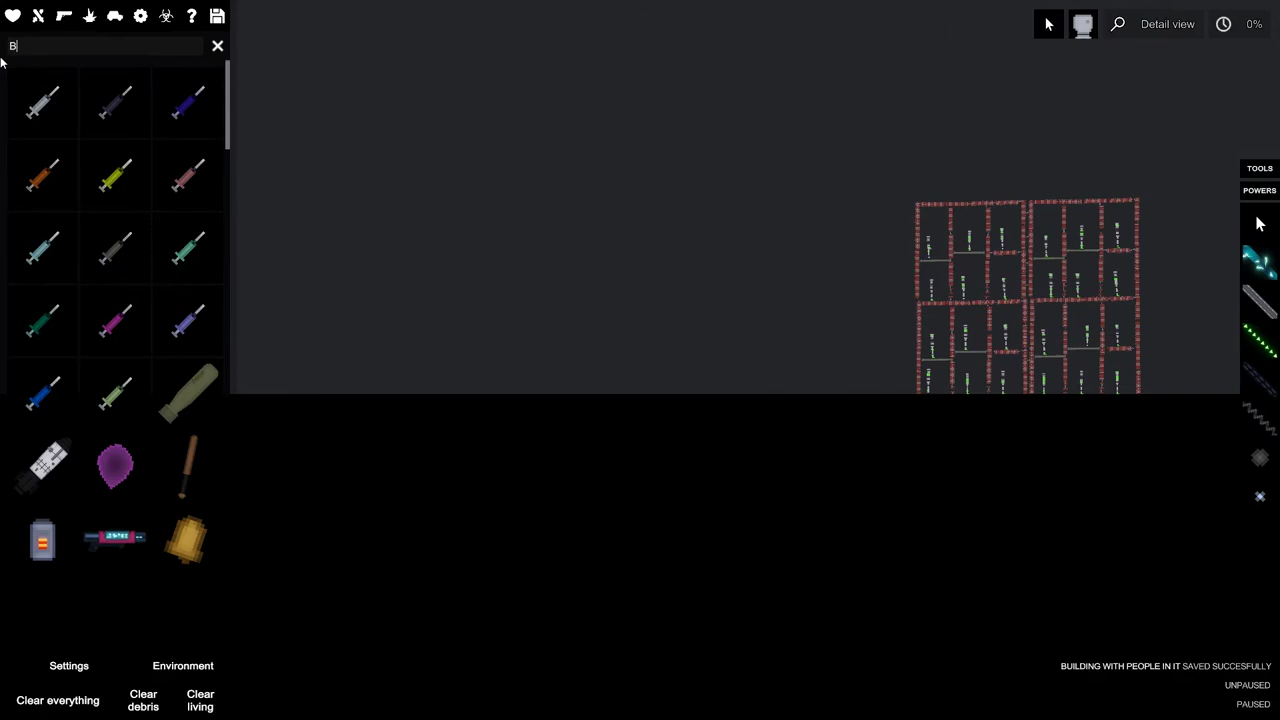 B
Detail view
0%
TOOLS
POWERS
Settings
Environment
Clear everything
Clear
debris
Clear
living
BUILDING WITH PEOPLE IN IT SAVED SUCCESFULLY
UNPAUSED
PAUSED